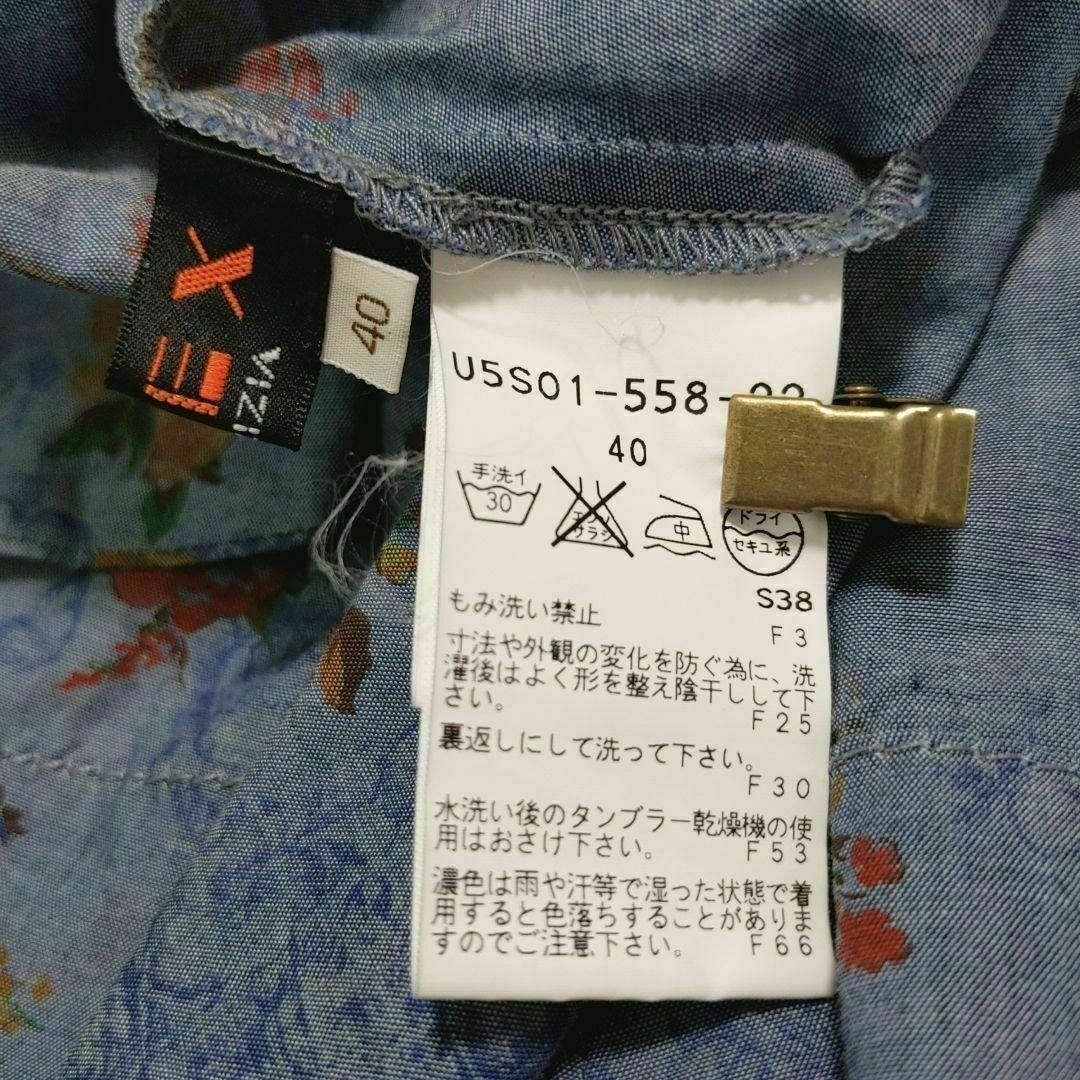 40
U5S01-558-
40
手洗イ
30
エンソ
サラシ
中
ドライ
セキユ系
S38
もみ洗い禁止
F3
寸法や外観の変化を防ぐ為に、洗
濯後はよく形を整え陰干しして下
さい。
F25
裏返しにして洗って下さい。
F30
水洗い後のタンブラー乾燥機の使
用はおさけ下さい。 F53
濃色は雨や汗等で湿った状態で着
用すると色落ちすることがありま
すのでご注意下さい。 F66